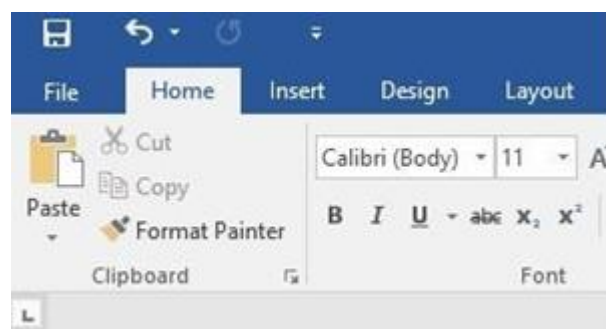 File Home Insert Design Layout
Cut
Calibri (Body) 11 A
Copy
Paste
Format Painter
B I U abc X₂ X²
Clipboard Font
L